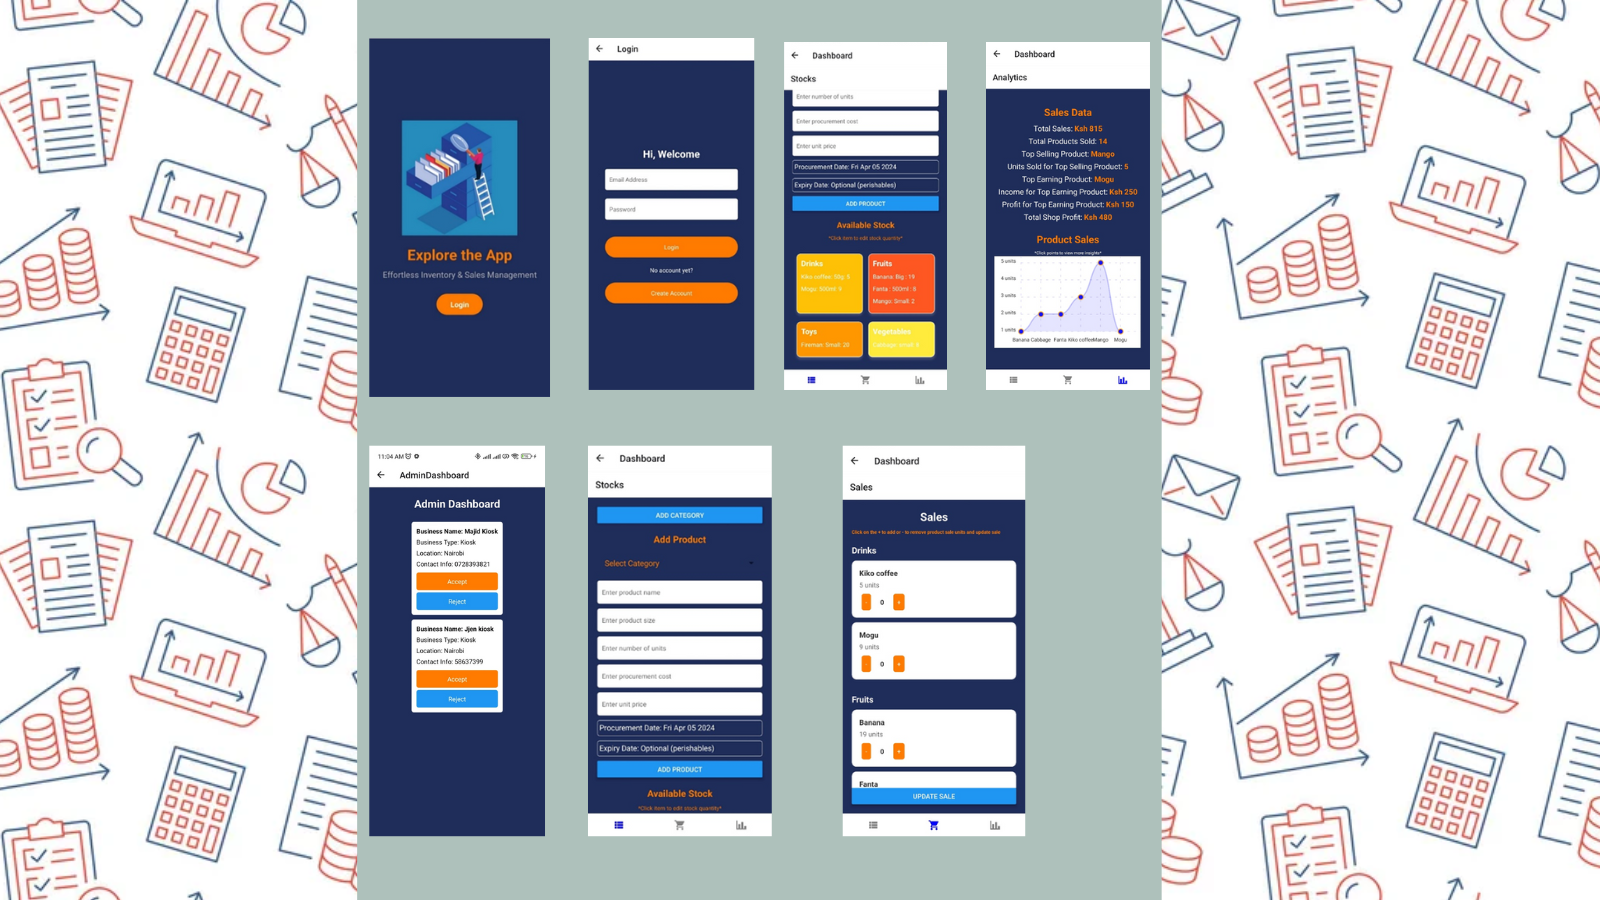 Explore the App
Effortless Inventory & Sales Management
Login
Login
Hi, Welcome
Email Address
Password
Login
No account yet?
Create Account
Dashboard
Stocks
Enter number of units
Enter procurement cost
Enter unit price
Procurement Date: Fri Apr 05 2024
Expiry Date: Optional (perishables)
ADD PRODUCT
Available Stock
*Click item to edit stock quantity*
Drinks
Kiko coffee: 50g: 5
Mogu: 500ml: 9
Fruits
Banana: Big : 19
Fanta : 500ml : 8
Mango: Small: 2
Toys
Fireman: Small: 20
Vegetables
Cabbage: small:
Dashboard
Analytics
Sales Data
Total Sales: Ksh 815
Total Products Sold: 14
Top Selling Product: Mango
Units Sold for Top Selling Product: 5
Top Earning Product: Mogu
Income for Top Earning Product: Ksh 250
Profit for Top Earning Product: Ksh 150
Total Shop Profit: Ksh 480
Product Sales
*Click points to view more insights*
5 units
4 units
3 units
2 units
1 units
Banana Cabbage Fanta Kiko coffee Mango Mogu
11:04 AM
AdminDashboard
Admin Dashboard
Business Name: Majid Kiosk
Business Type: Kiosk
Location: Nairobi
Contact Info: 0728393821
Accept
Reject
Business Name: Jjen kiosk
Business Type: Kiosk
Location: Nairobi
Contact Info: 58637399
Accept
Reject
Dashboard
Stocks
ADD CATEGORY
Add Product
Select Category
Enter product name
Enter product size
Enter number of units
Enter procurement cost
Enter unit price
Procurement Date: Fri Apr 05 2024
Expiry Date: Optional (perishables)
ADD PRODUCT
Available Stock
*Click item to edit stock quantity*
Dashboard
Sales
Sales
Click on the + to add or - to remove product sale units and update sale
Drinks
Kiko coffee
5 units
- 0 +
Mogu
9 units
- 0 +
Fruits
Banana
19 units
- 0 +
Fanta
UPDATE SALE